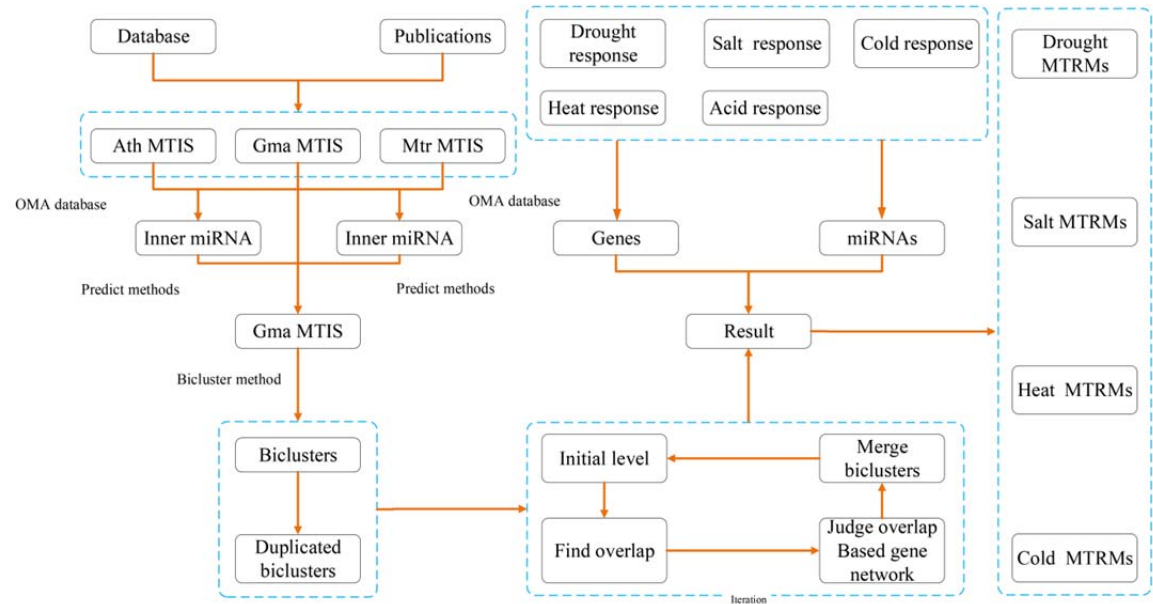 Database
Publications
Ath MTIS
Gma MTIS
Mtr MTIS
OMA database
OMA database
Inner miRNA
Inner miRNA
Predict methods
Predict methods
Gma MTIS
Bicluster method
Biclusters
Duplicated
biclusters
Drought
response
Salt response
Cold response
Heat response
Acid response
Genes
miRNAs
Result
Initial level
Merge
biclusters
Find overlap
Judge overlap
Based gene
network
Iteration
Drought
MTRMs
Salt MTRMs
Heat MTRMs
Cold MTRMs